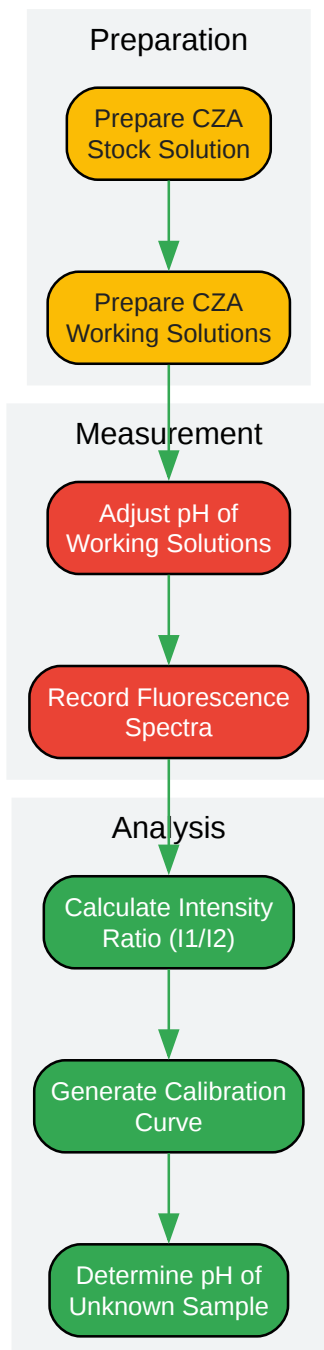 Preparation
Prepare CZA
Stock Solution
Prepare CZA
Working Solutions
Measurement
Adjust pH of
Working Solutions
Record Fluorescence
Spectra
Analysis
Calculate Intensity
Ratio (I1/I2)
Generate Calibration
Curve
Determine pH of
Unknown Sample